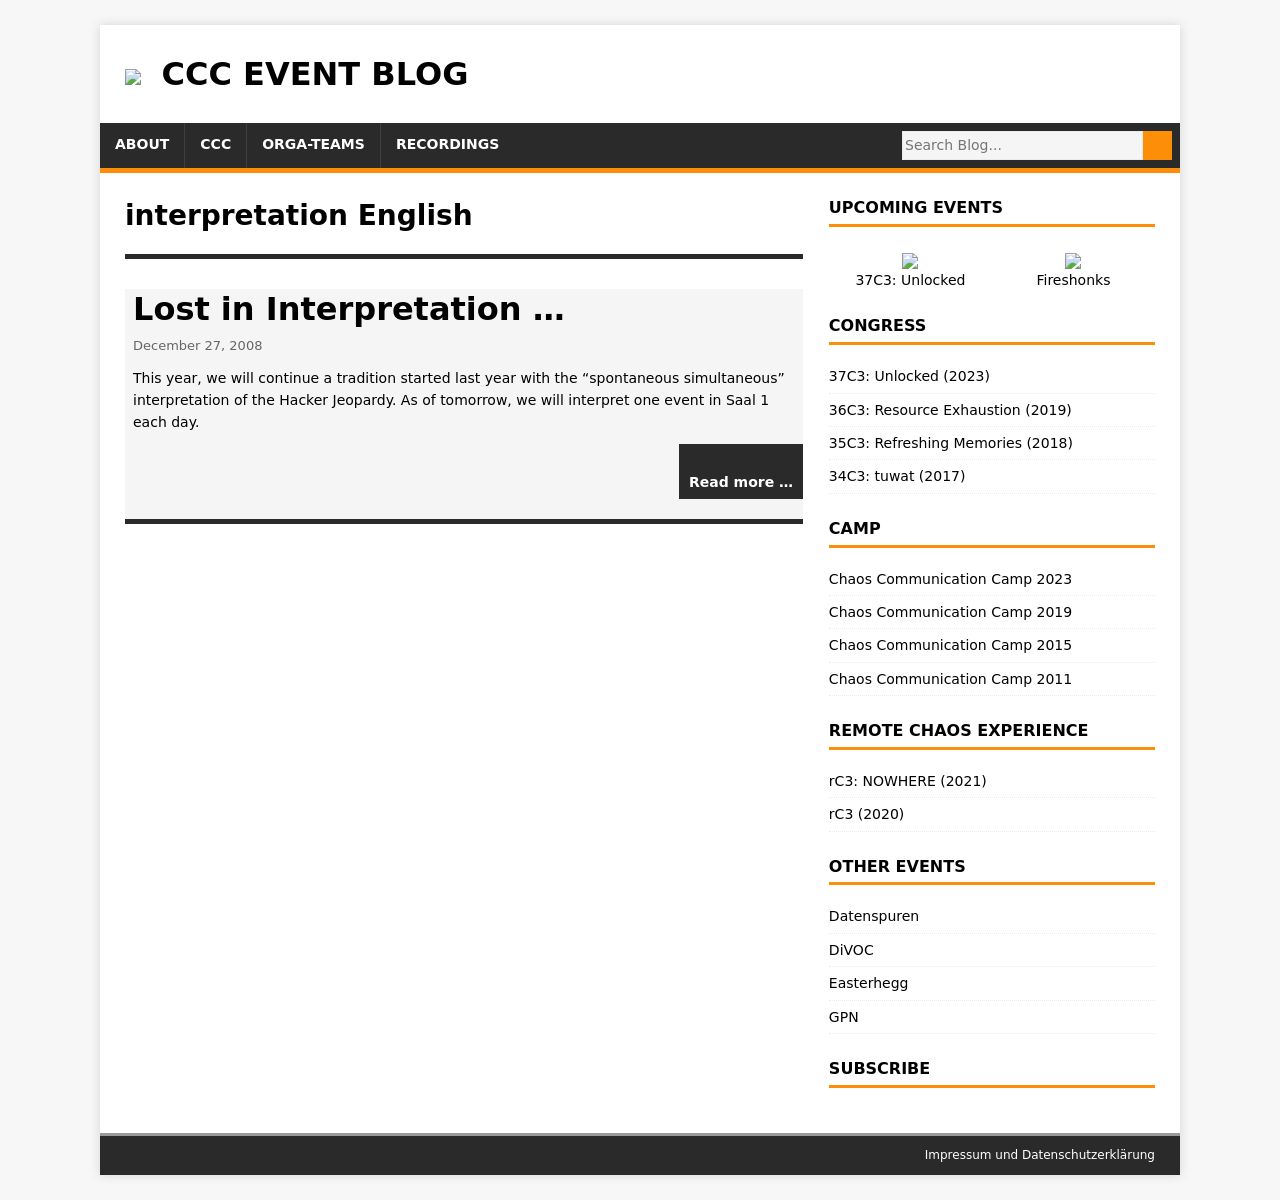 CCC EVENT BLOG
ABOUT
CCC
ORGA-TEAMS
RECORDINGS
Search Blog...
interpretation English
Lost in Interpretation …
December 27, 2008
This year, we will continue a tradition started last year with the “spontaneous simultaneous”
interpretation of the Hacker Jeopardy. As of tomorrow, we will interpret one event in Saal 1
each day.
Read more …
UPCOMING EVENTS
37C3: Unlocked
Fireshonks
CONGRESS
37C3: Unlocked (2023)
36C3: Resource Exhaustion (2019)
35C3: Refreshing Memories (2018)
34C3: tuwat (2017)
CAMP
Chaos Communication Camp 2023
Chaos Communication Camp 2019
Chaos Communication Camp 2015
Chaos Communication Camp 2011
REMOTE CHAOS EXPERIENCE
rC3: NOWHERE (2021)
rC3 (2020)
OTHER EVENTS
Datenspuren
DiVOC
Easterhegg
GPN
SUBSCRIBE
Impressum und Datenschutzerklärung